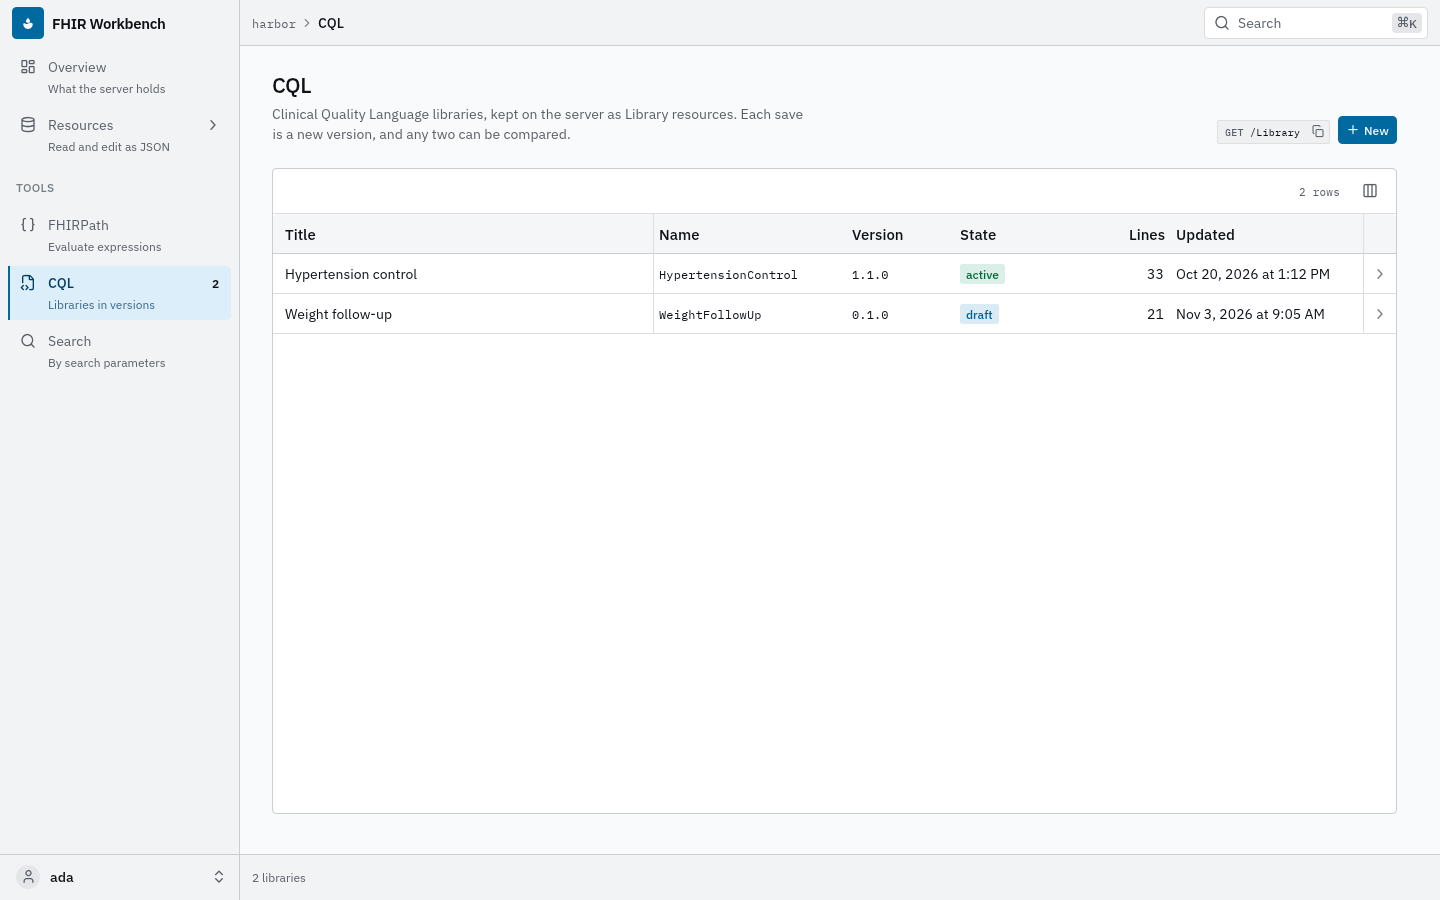 FHIR Workbench
harbor > CQL
Search ⌘K
Overview
What the server holds
Resources
Read and edit as JSON
TOOLS
FHIRPath
Evaluate expressions
CQL 2
Libraries in versions
Search
By search parameters
CQL
Clinical Quality Language libraries, kept on the server as Library resources. Each save
is a new version, and any two can be compared.
GET /Library
New
2 rows
Title Name Version State Lines Updated
Hypertension control HypertensionControl 1.1.0 active 33 Oct 20, 2026 at 1:12 PM
Weight follow-up WeightFollowUp 0.1.0 draft 21 Nov 3, 2026 at 9:05 AM
ada
2 libraries